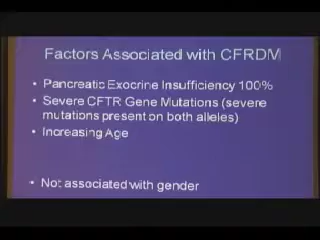 Factors Associated with CFRDM
• Pancreatic Exocrine Insufficiency 100%
• Severe CFTR Gene Mutations (severe
mutations present on both alleles)
• Increasing Age
• Not associated with gender